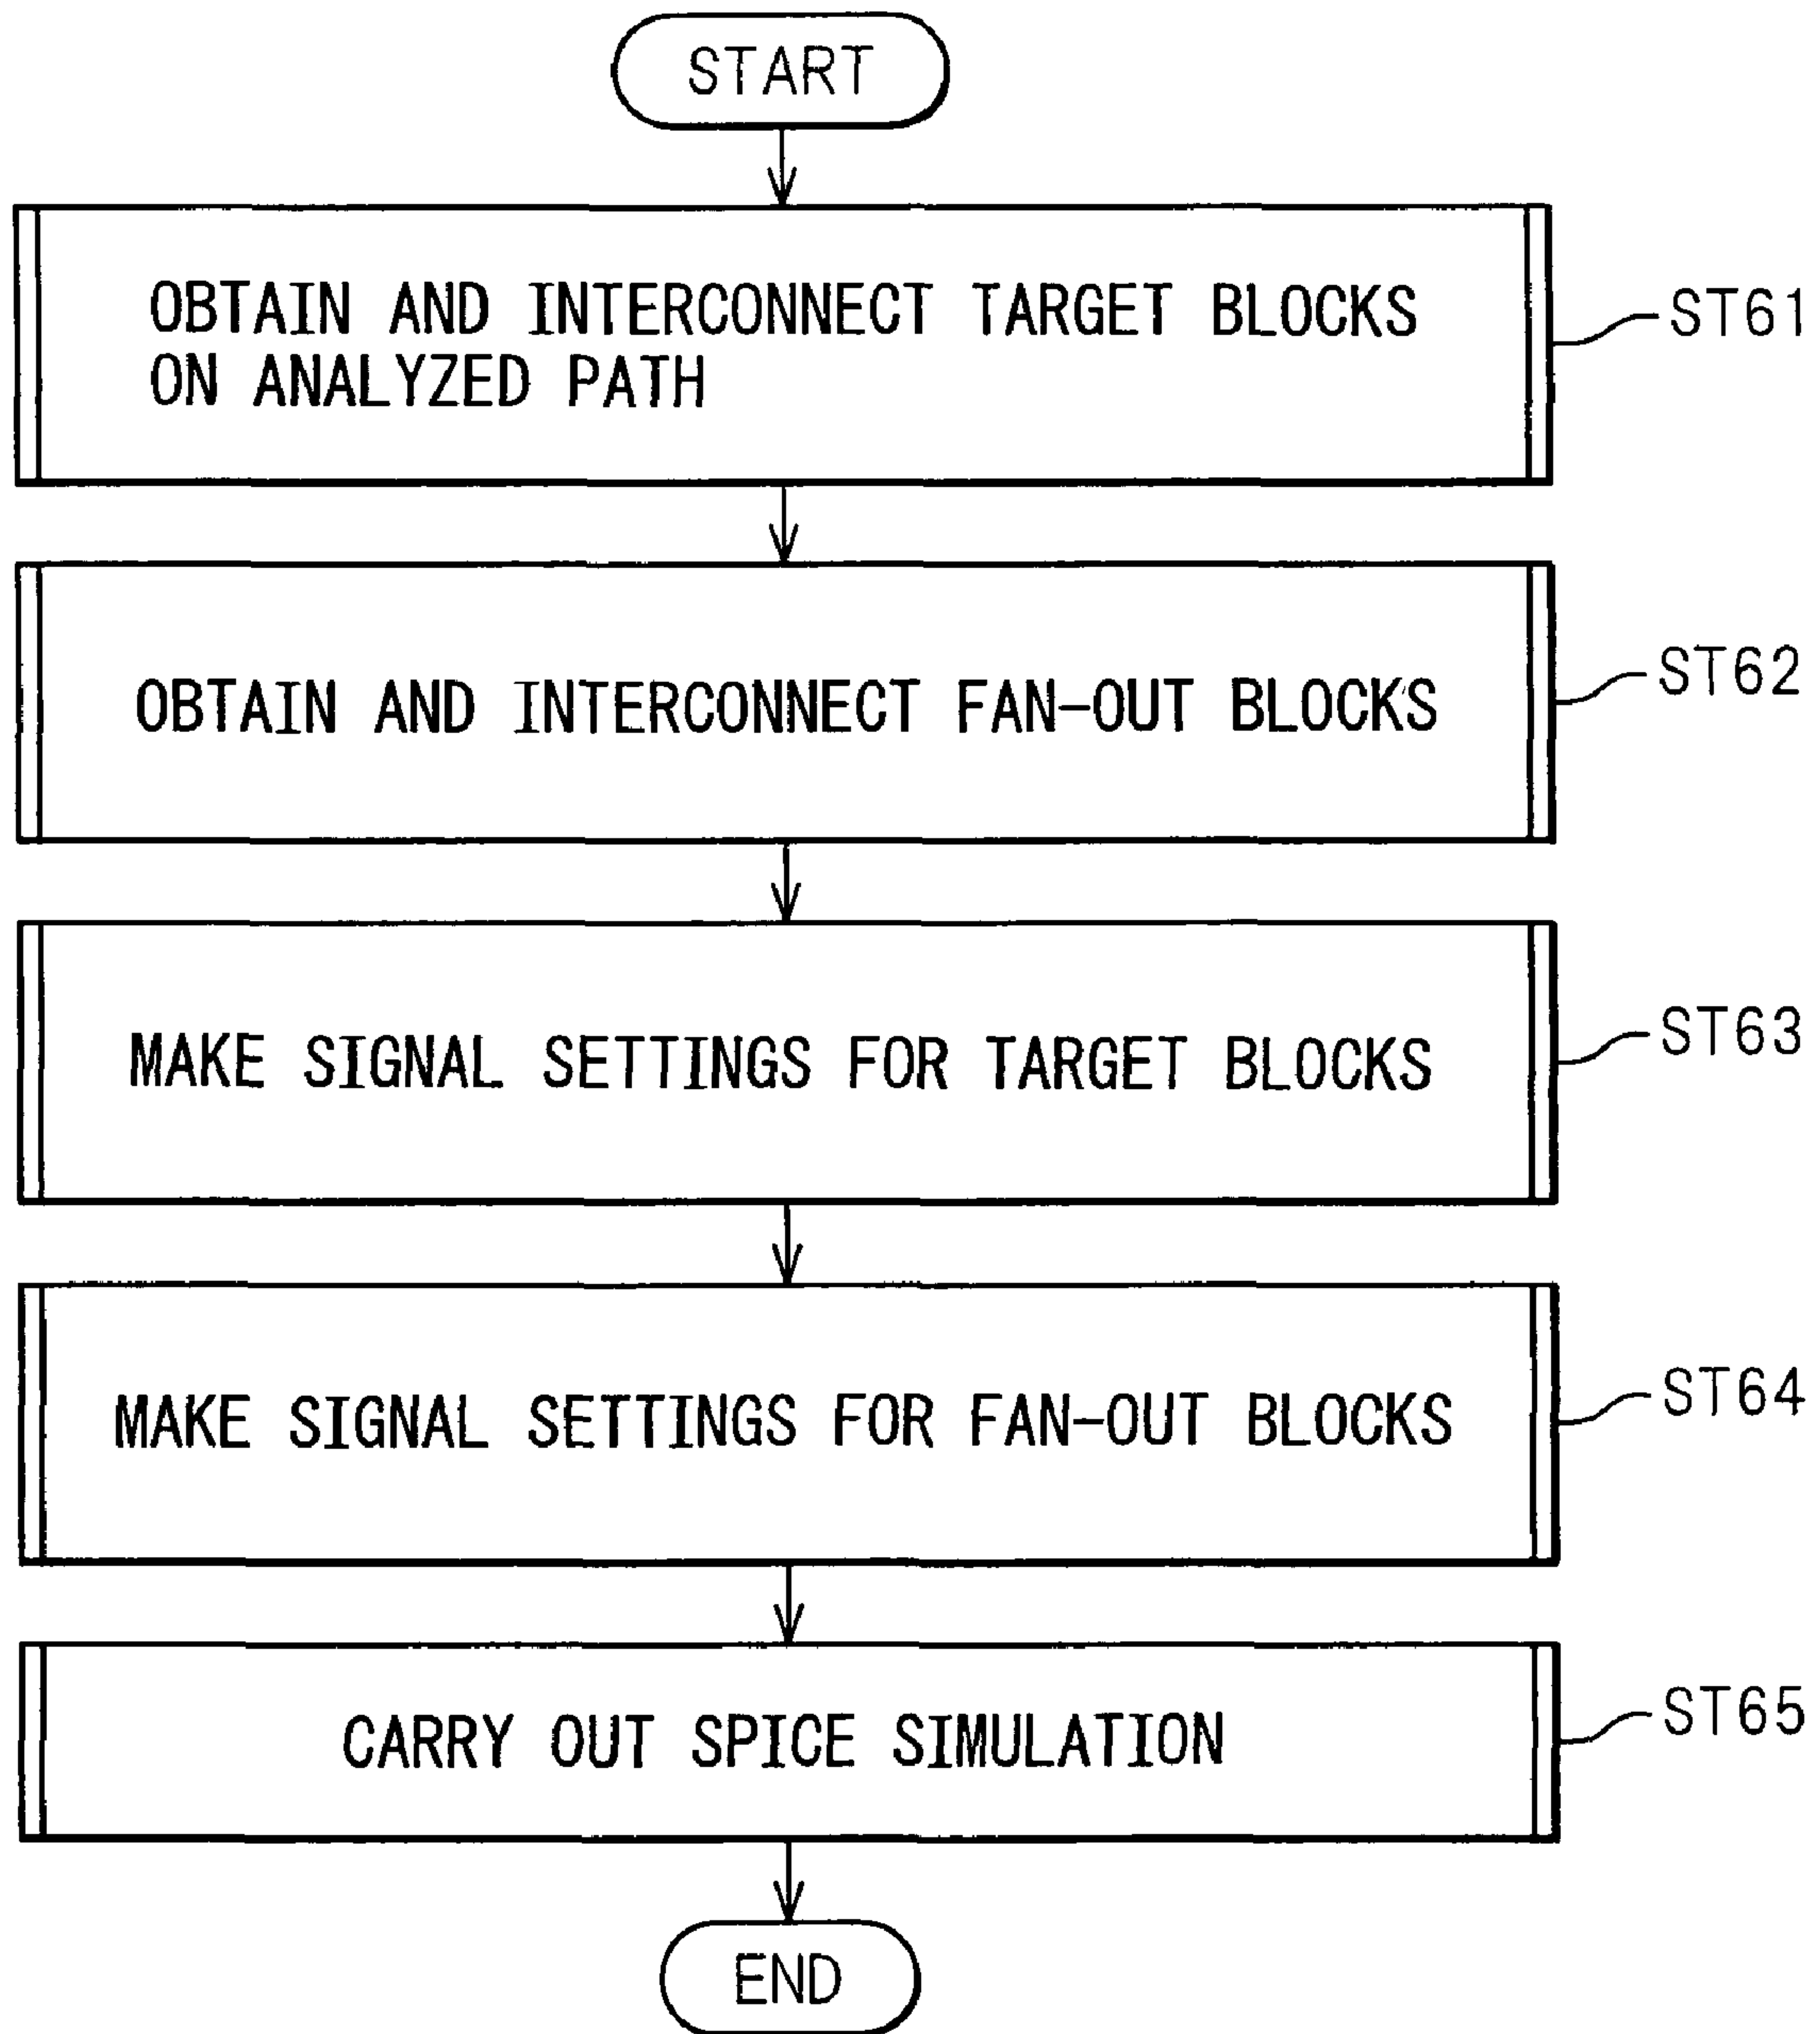 START
OBTAIN AND INTERCONNECT TARGET BLOCKS
ON ANALYZED PATH
ST61
OBTAIN AND INTERCONNECT FAN-OUT BLOCKS
ST62
MAKE SIGNAL SETTINGS FOR TARGET BLOCKS
ST63
MAKE SIGNAL SETTINGS FOR FAN-OUT BLOCKS
ST64
CARRY OUT SPICE SIMULATION
ST65
END